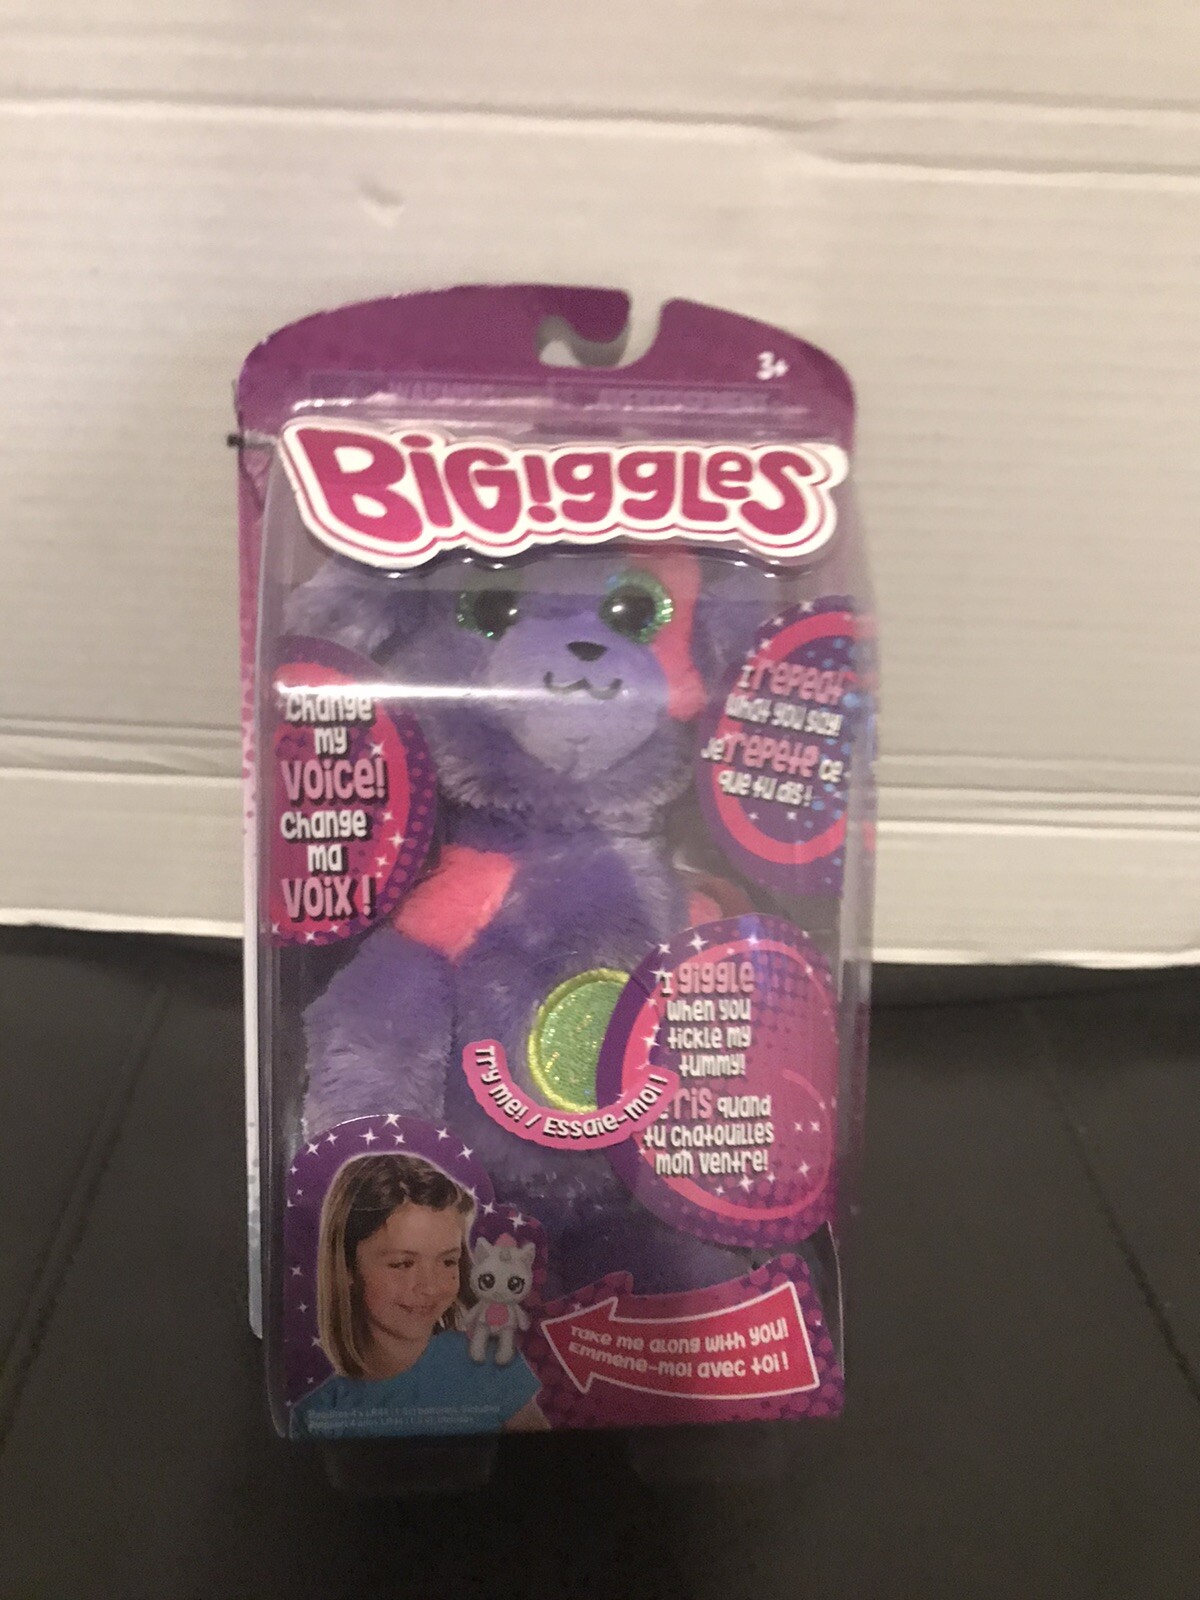 3+
WARNING
AVERTISSEMENT
BiGiggles
Change
my
voice!
Change
ma
voix !
I repeat
what you say!
Je répète ce
que tu dis !
I giggle
when you
tickle my
tummy!
ris quand
tu chatouilles
mon ventre!
Try me! / Essaie-moi !
Take me along with you!
Emmène-moi avec toi !